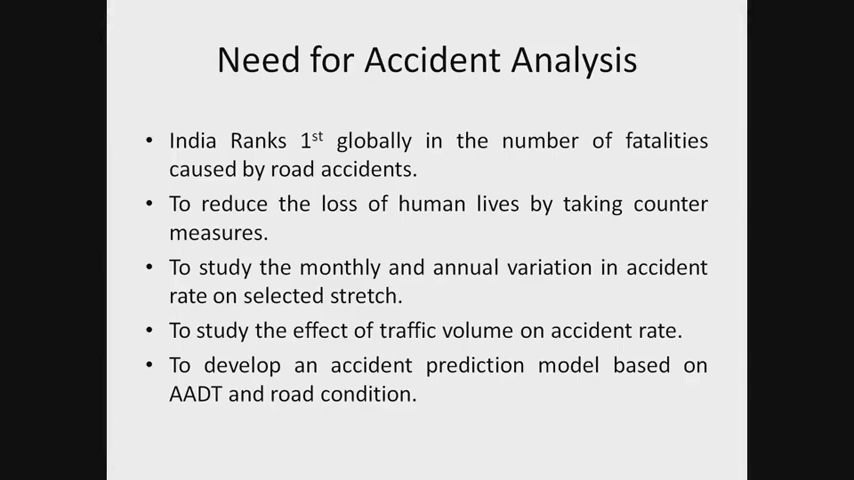 Need for Accident Analysis
• India Ranks 1st globally in the number of fatalities
caused by road accidents.
• To reduce the loss of human lives by taking counter
measures.
• To study the monthly and annual variation in accident
rate on selected stretch.
• To study the effect of traffic volume on accident rate.
• To develop an accident prediction model based on
AADT and road condition.